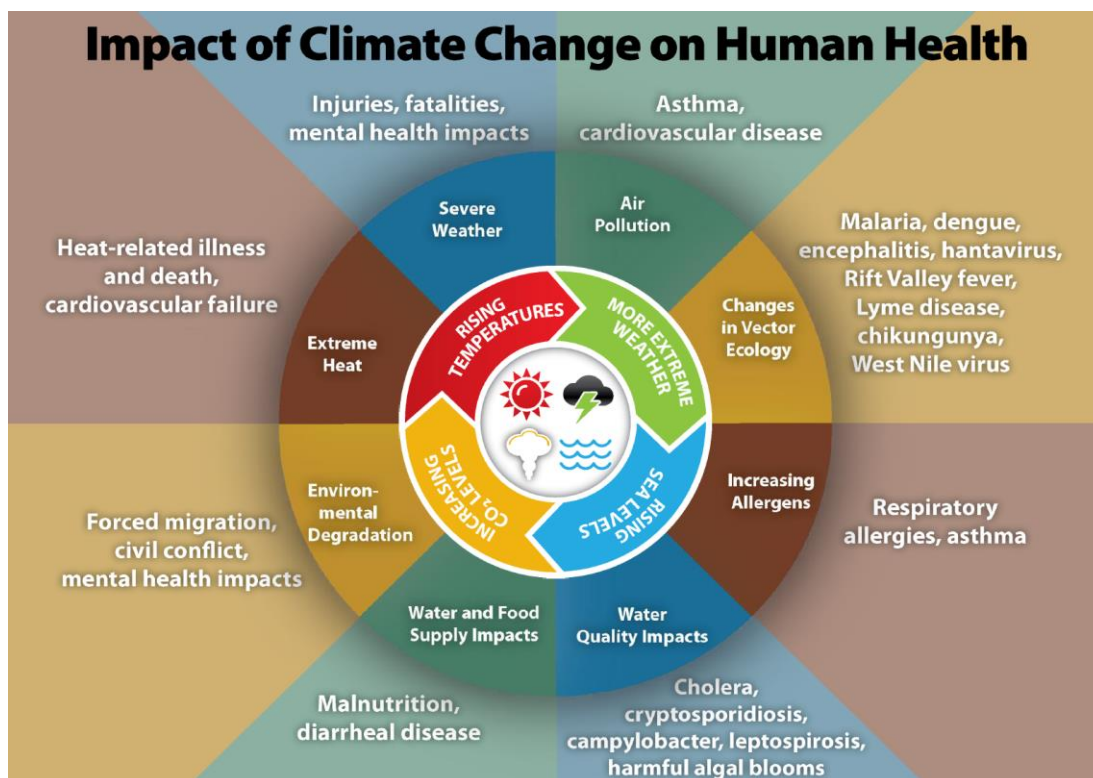 Impact of Climate Change on Human Health
Injuries, fatalities,
mental health impacts
Asthma,
cardiovascular disease
Severe
Weather
Air
Pollution
Heat-related illness
and death,
cardiovascular failure
Extreme
Heat
RISING
TEMPERATURES
MORE EXTREME
WEATHER
Changes
in Vector
Ecology
Malaria, dengue,
encephalitis, hantavirus,
Rift Valley fever,
Lyme disease,
chikungunya,
West Nile virus
Forced migration,
civil conflict,
mental health impacts
Environ-
mental
Degradation
INCREASING
CO₂ LEVELS
RISING
SEA LEVELS
Increasing
Allergens
Respiratory
allergies, asthma
Water and Food
Supply Impacts
Water
Quality Impacts
Malnutrition,
diarrheal disease
Cholera,
cryptosporidiosis,
campylobacter, leptospirosis,
harmful algal blooms